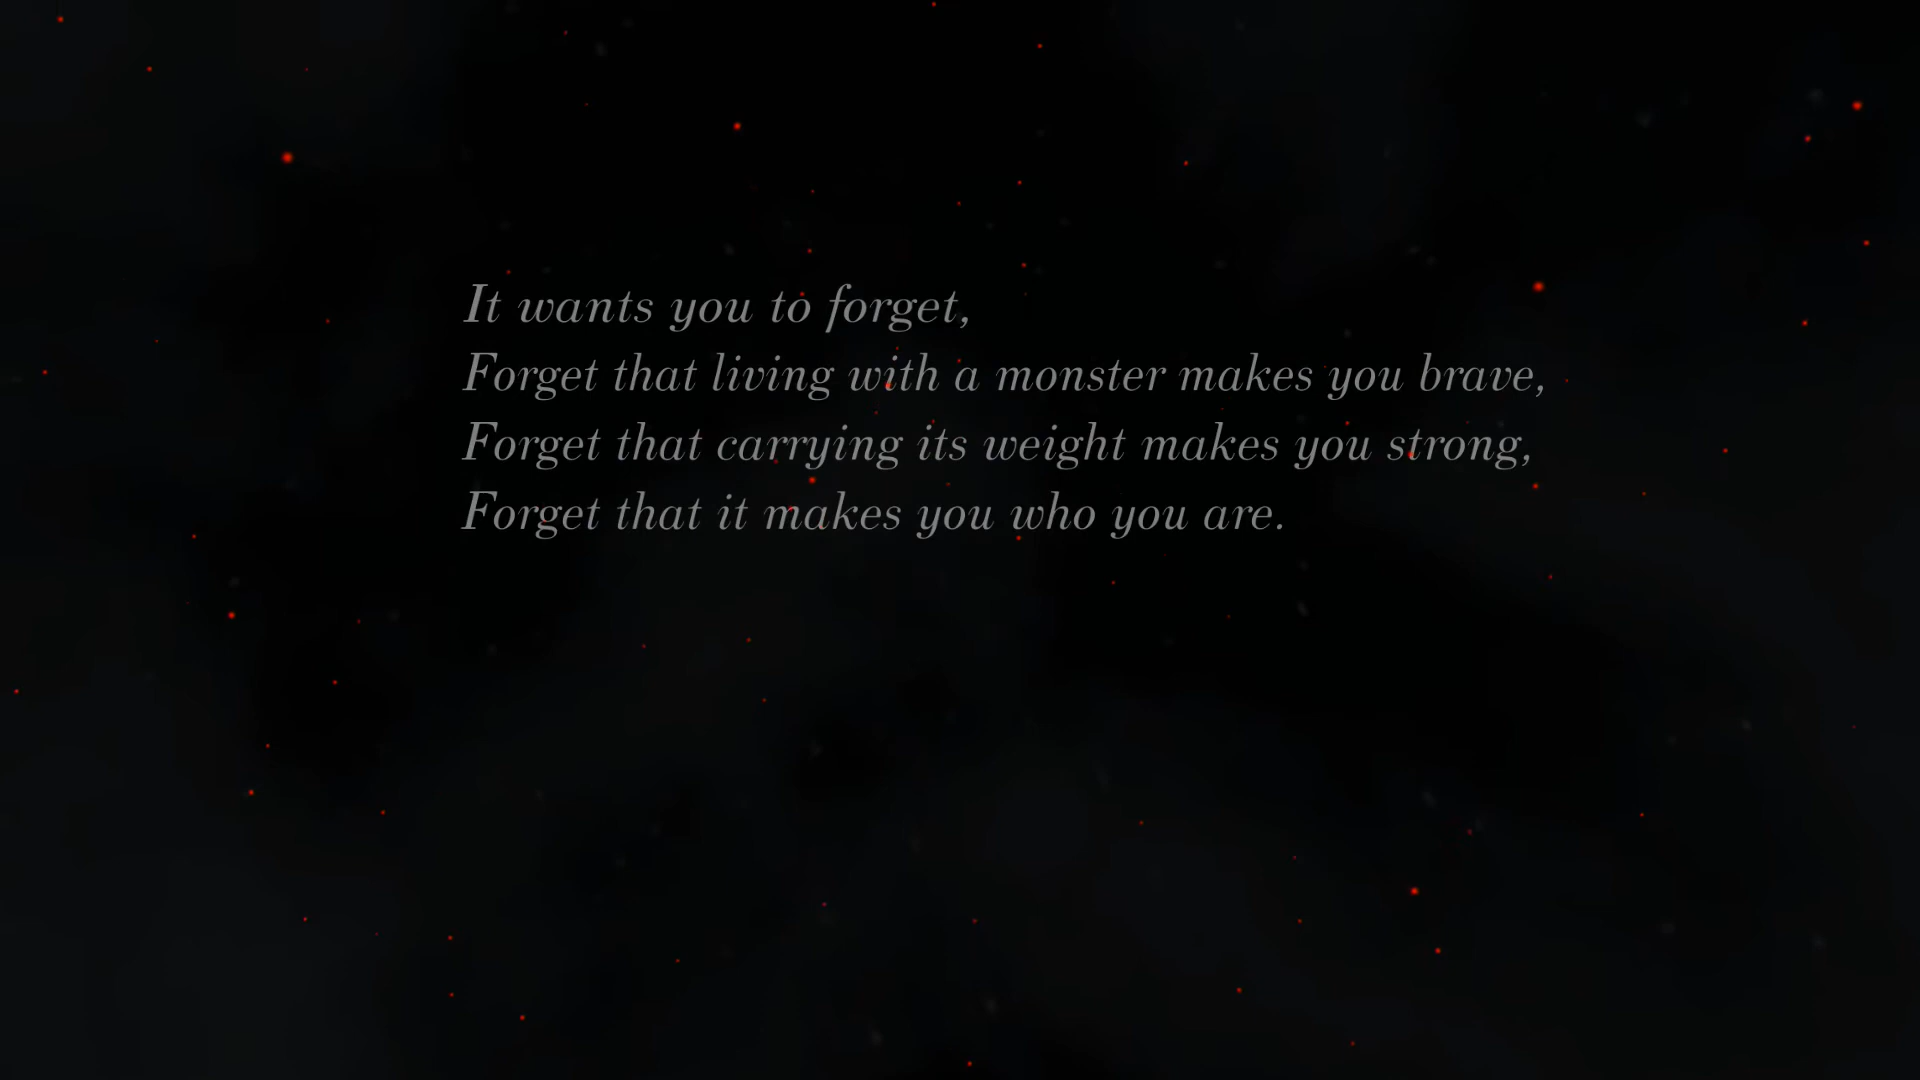 It wants you to forget,
Forget that living with a monster makes you brave,
Forget that carrying its weight makes you strong,
Forget that it makes you who you are.